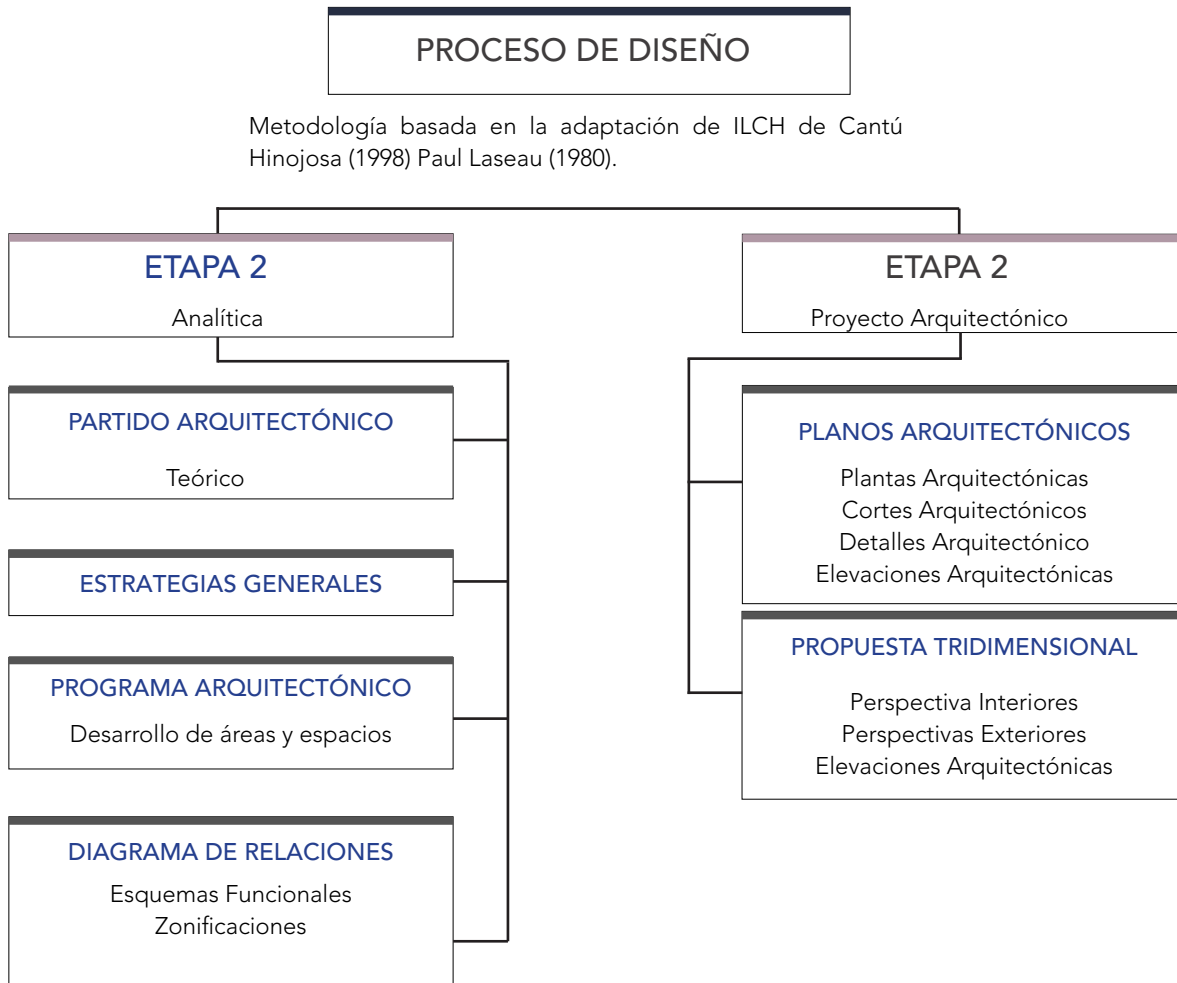 PROCESO DE DISEÑO
Metodología basada en la adaptación de ILCH de Cantú
Hinojosa (1998) Paul Laseau (1980).
ETAPA 2
Analítica
PARTIDO ARQUITECTÓNICO
Teórico
ESTRATEGIAS GENERALES
PROGRAMA ARQUITECTÓNICO
Desarrollo de áreas y espacios
DIAGRAMA DE RELACIONES
Esquemas Funcionales
Zonificaciones
ETAPA 2
Proyecto Arquitectónico
PLANOS ARQUITECTÓNICOS
Plantas Arquitectónicas
Cortes Arquitectónicos
Detalles Arquitectónico
Elevaciones Arquitectónicas
PROPUESTA TRIDIMENSIONAL
Perspectiva Interiores
Perspectivas Exteriores
Elevaciones Arquitectónicas